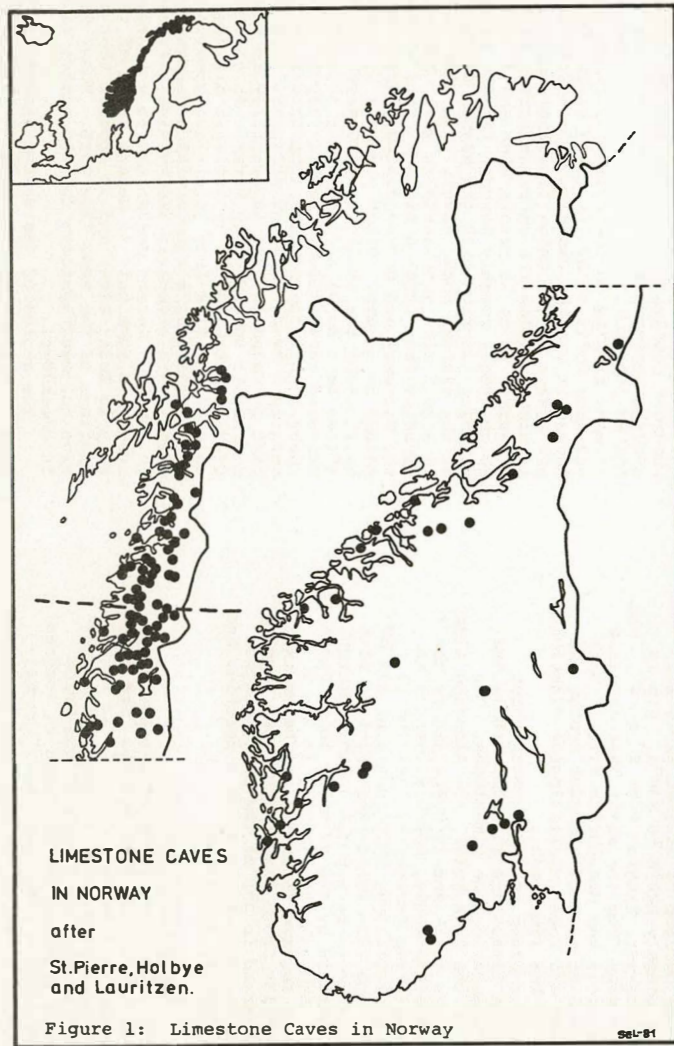 LIMESTONE CAVES
IN NORWAY
after
St.Pierre, Holbye
and Lauritzen.
Figure 1: Limestone Caves in Norway
SEL-81